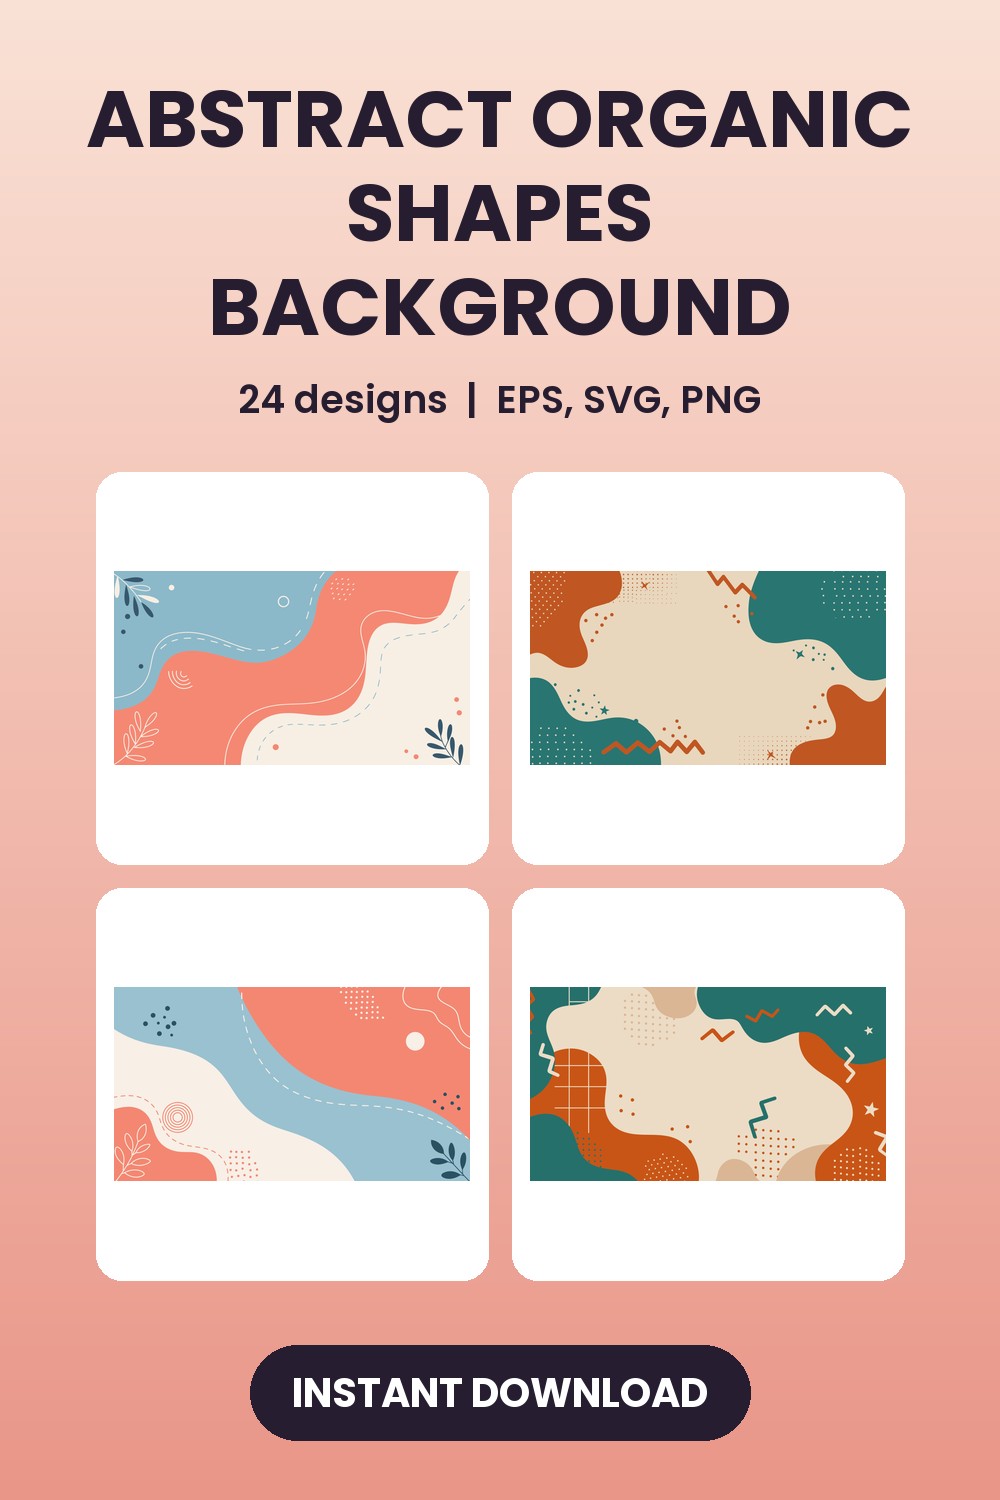 ABSTRACT ORGANIC
SHAPES
BACKGROUND
24 designs | EPS, SVG, PNG
INSTANT DOWNLOAD